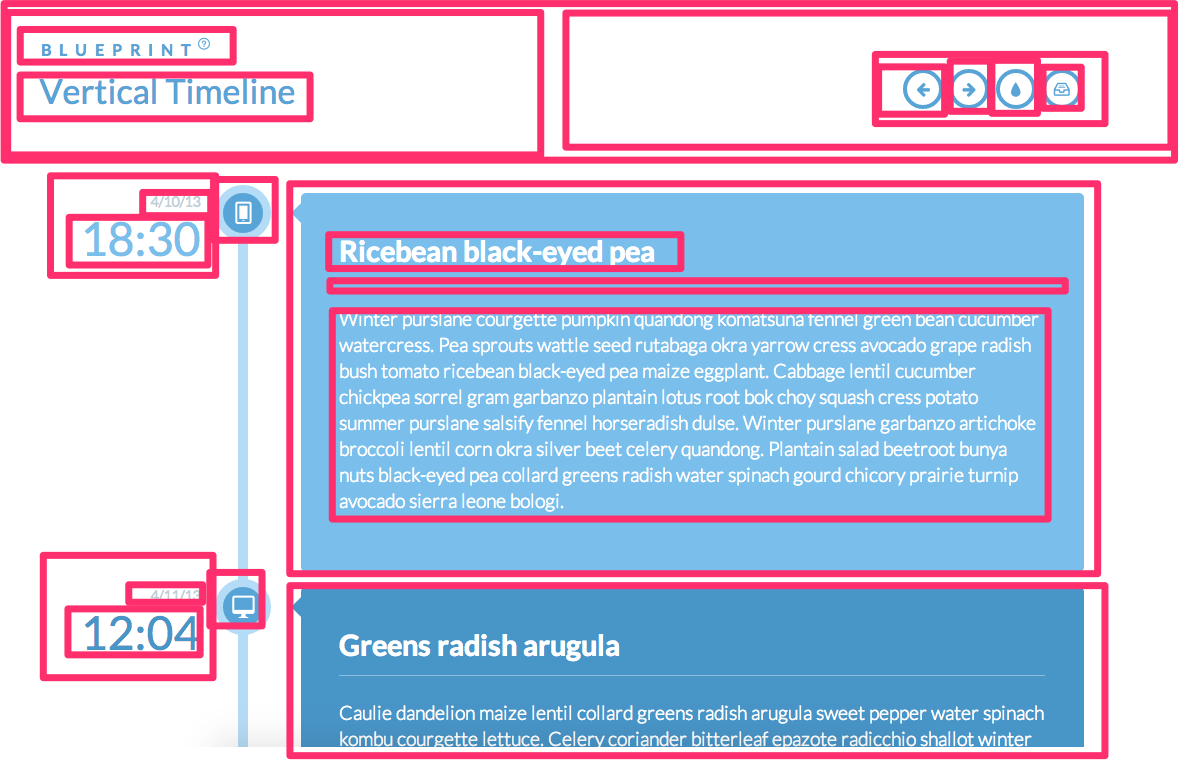 BLUEPRINT
Vertical Timeline
4/10/13
18:30
Ricebean black-eyed pea
Winter purslane courgette pumpkin quandong komatsuna fennel green bean cucumber
watercress. Pea sprouts wattle seed rutabaga okra yarrow cress avocado grape radish
bush tomato ricebean black-eyed pea maize eggplant. Cabbage lentil cucumber
chickpea sorrel gram garbanzo plantain lotus root bok choy squash cress potato
summer purslane salsify fennel horseradish dulse. Winter purslane garbanzo artichoke
broccoli lentil corn okra silver beet celery quandong. Plantain salad beetroot bunya
nuts black-eyed pea collard greens radish water spinach gourd chicory prairie turnip
avocado sierra leone bologi.
4/11/13
12:04
Greens radish arugula
Caulie dandelion maize lentil collard greens radish arugula sweet pepper water spinach
kombu courgette lettuce. Celery coriander bitterleaf epazote radicchio shallot winter